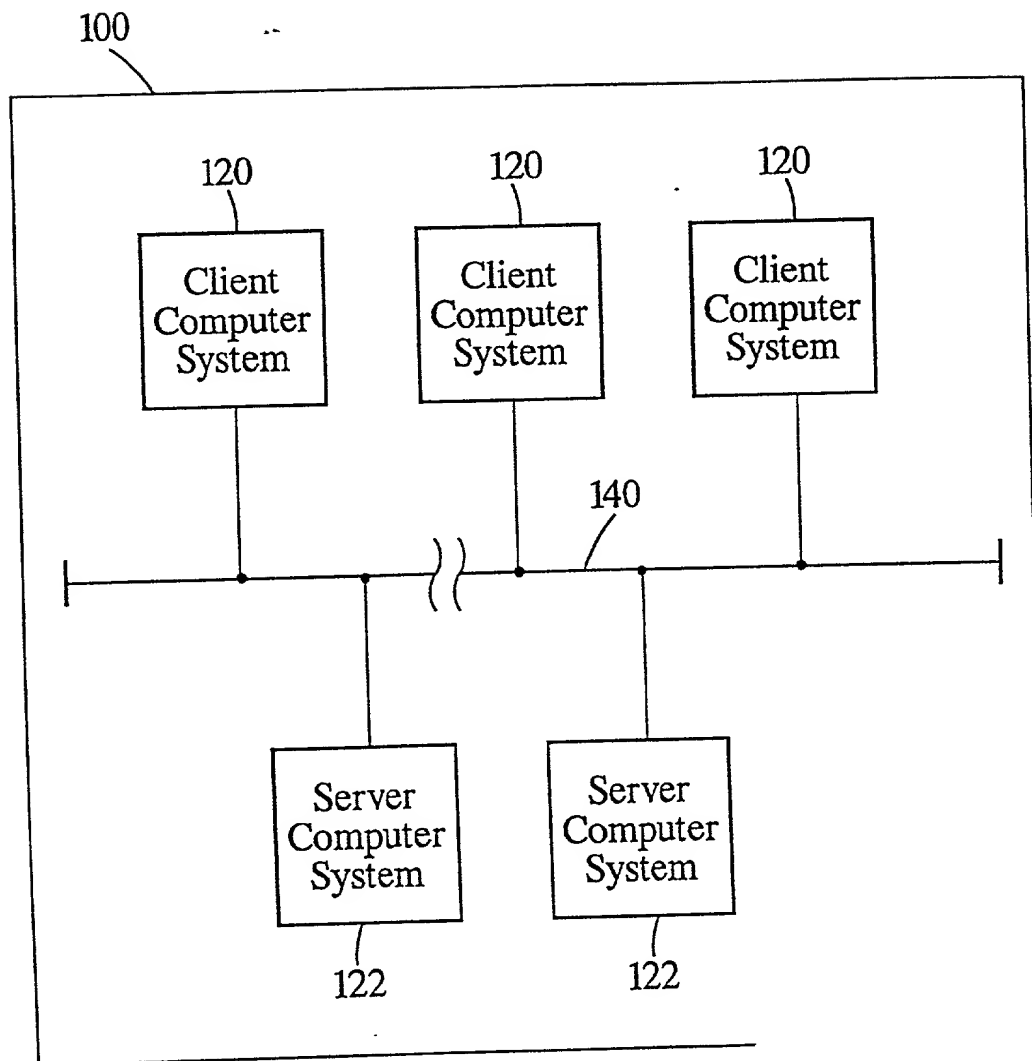 100
120
120
120
Client
Computer
System
Client
Computer
System
Client
Computer
System
140
Server
Computer
System
Server
Computer
System
122
122